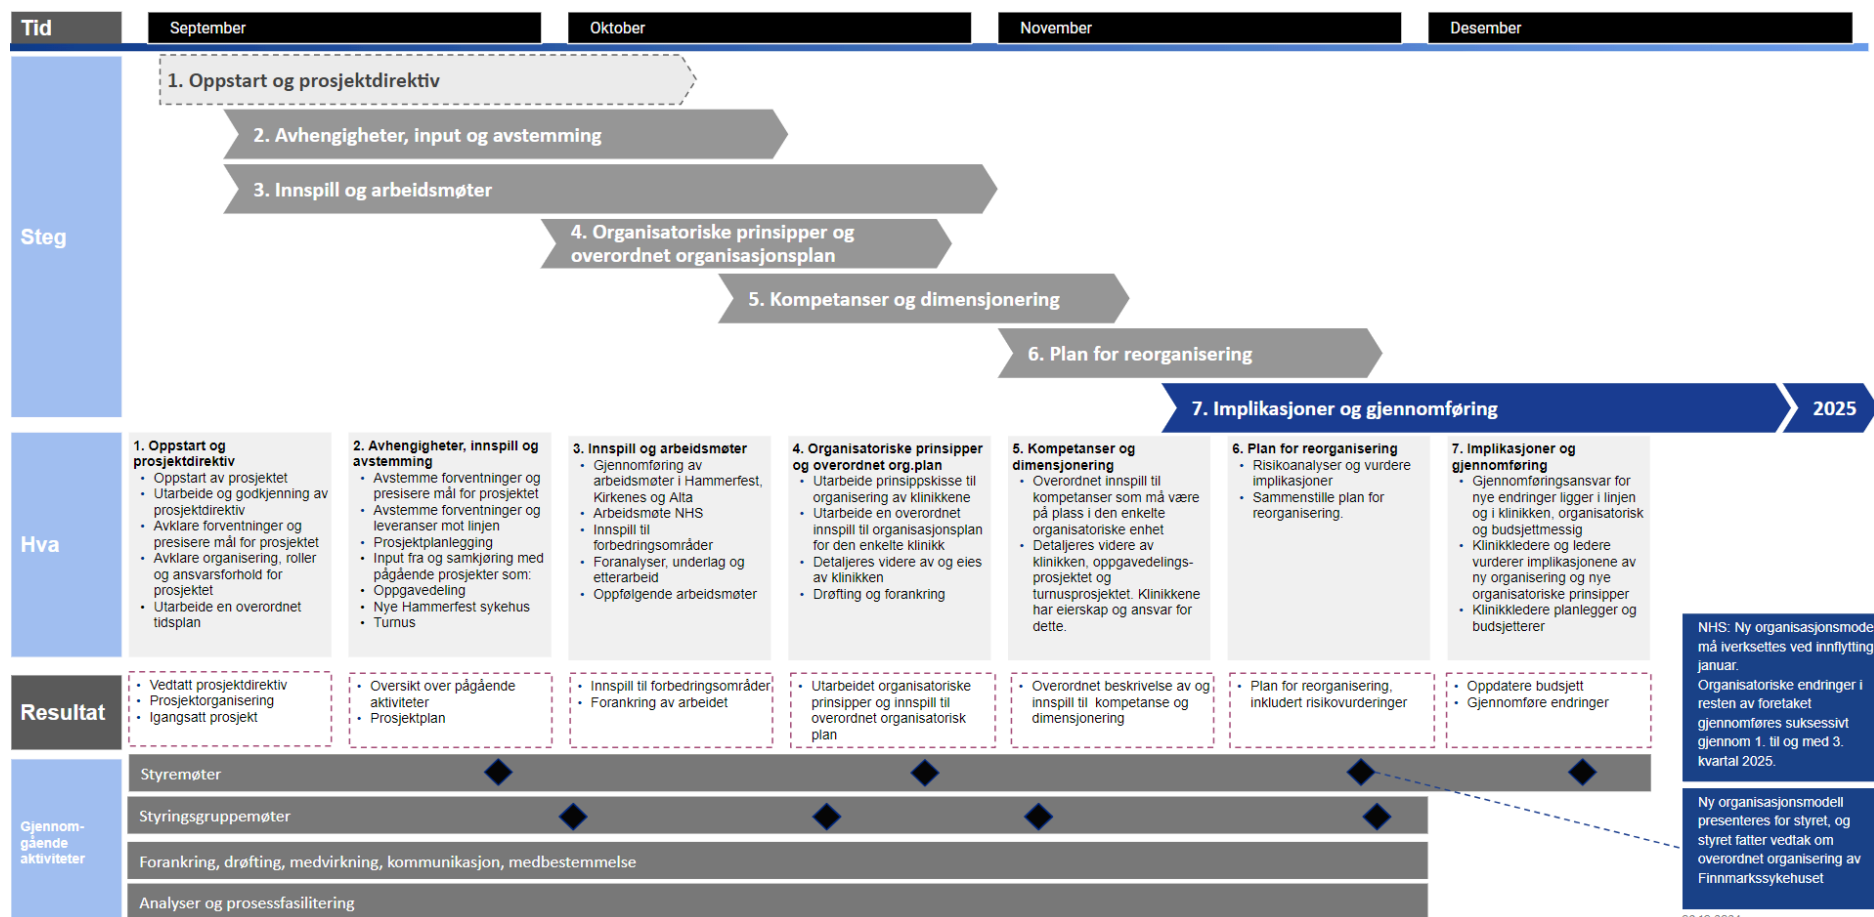 Tid
September
Oktober
November
Desember
Steg
1. Oppstart og prosjektdirektiv
2. Avhengigheter, input og avstemming
3. Innspill og arbeidsmøter
4. Organisatoriske prinsipper og
overordnet organisasjonsplan
5. Kompetanser og dimensjonering
6. Plan for reorganisering
7. Implikasjoner og gjennomføring
2025
Hva
1. Oppstart og
prosjektdirektiv
• Oppstart av prosjektet
• Utarbeide og godkjenning av
prosjektdirektiv
• Avklare forventninger og
presisere mål for prosjektet
• Avklare organisering, roller
og ansvarsforhold for
prosjektet
• Utarbeide en overordnet
tidsplan
2. Avhengigheter, innspill og
avstemming
• Avstemme forventninger og
presisere mål for prosjektet
• Avstemme forventninger og
leveranser mot linjen
• Prosjektplanlegging
• Input fra og samkjøring med
pågående prosjekter som:
• Oppgavedeling
• Nye Hammerfest sykehus
• Turnus
3. Innspill og arbeidsmøter
• Gjennomføring av
arbeidsmøter i Hammerfest,
Kirkenes og Alta
• Arbeidsmøte NHS
• Innspill til
forbedringsområder
• Foranalyser, underlag og
etterarbeid
• Oppfølgende arbeidsmøter
4. Organisatoriske prinsipper
og overordnet org.plan
• Utarbeide prinsippskisse til
organisering av klinikkene
• Utarbeide en overordnet
innspill til organisasjonsplan
for den enkelte klinikk
• Detaljeres videre av og eies
av klinikken
• Drøfting og forankring
5. Kompetanser og
dimensjonering
• Overordnet innspill til
kompetanser som må være
på plass i den enkelte
organisatoriske enhet
• Detaljeres videre av
klinikken, oppgavedelings-
prosjektet og
turnusprosjektet. Klinikkene
har eierskap og ansvar for
dette.
6. Plan for reorganisering
• Risikoanalyser og vurdere
implikasjoner
• Sammenstille plan for
reorganisering.
7. Implikasjoner og
gjennomføring
• Gjennomføringsansvar for
nye endringer ligger i linjen
og i klinikken, organisatorisk
og budsjettmessig
• Klinikkledere og ledere
vurderer implikasjonene av
ny organisering og nye
organisatoriske prinsipper
• Klinikkledere planlegger og
budsjetterer
Resultat
• Vedtatt prosjektdirektiv
• Prosjektorganisering
• Igangsatt prosjekt
• Oversikt over pågående
aktiviteter
• Prosjektplan
• Innspill til forbedringsområder
• Forankring av arbeidet
• Utarbeidet organisatoriske
prinsipper og innspill til
overordnet organisatorisk
plan
• Overordnet beskrivelse av og
innspill til kompetanse og
dimensjonering
• Plan for reorganisering,
inkludert risikovurderinger
• Oppdatere budsjett
• Gjennomføre endringer
NHS: Ny organisasjonsmode
må iverksettes ved innflytting
januar.
Organisatoriske endringer i
resten av foretaket
gjennomføres suksessivt
gjennom 1. til og med 3.
kvartal 2025.
Gjennom-
gående
aktiviteter
Styremøter
Styringsgruppemøter
Forankring, drøfting, medvirkning, kommunikasjon, medbestemmelse
Analyser og prosessfasilitering
Ny organisasjonsmodell
presenteres for styret, og
styret fatter vedtak om
overordnet organisering av
Finnmarkssykehuset